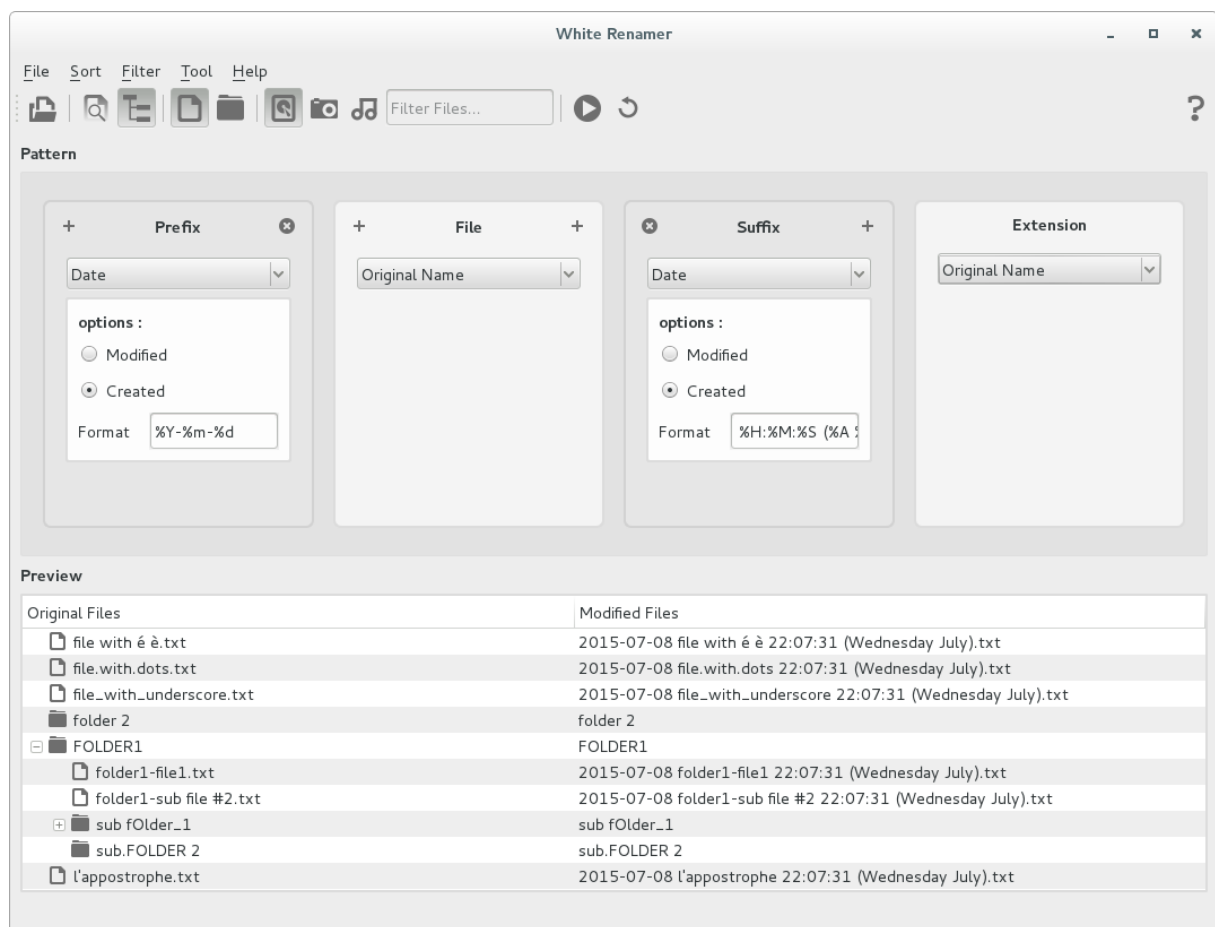 White Renamer
File Sort Filter Tool Help
Filter Files...
Pattern
Prefix File Suffix Extension
Date Original Name Date Original Name
options : options :
Modified Modified
Created Created
Format %Y-%m-%d Format %H:%M:%S (%A
Preview
Original Files Modified Files
file with é è.txt 2015-07-08 file with é è 22:07:31 (Wednesday July).txt
file.with.dots.txt 2015-07-08 file.with.dots 22:07:31 (Wednesday July).txt
file_with_underscore.txt 2015-07-08 file_with_underscore 22:07:31 (Wednesday July).txt
folder 2 folder 2
FOLDER1 FOLDER1
folder1-file1.txt 2015-07-08 folder1-file1 22:07:31 (Wednesday July).txt
folder1-sub file #2.txt 2015-07-08 folder1-sub file #2 22:07:31 (Wednesday July).txt
sub fOlder_1 sub fOlder_1
sub.FOLDER 2 sub.FOLDER 2
l'appostrophe.txt 2015-07-08 l'appostrophe 22:07:31 (Wednesday July).txt